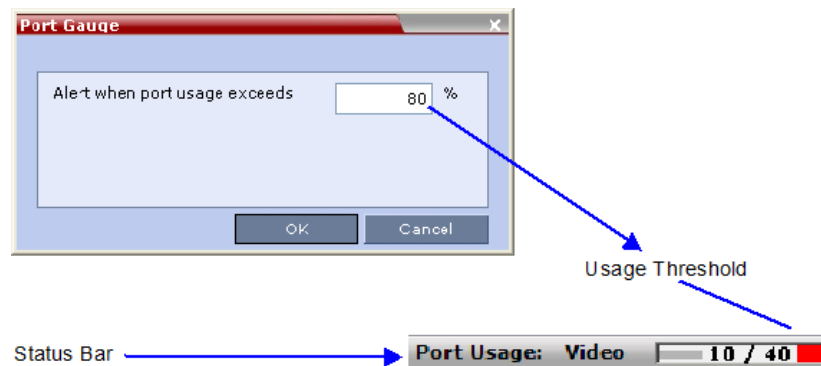 Port Gauge
Alert when port usage exceeds 80 %
OK Cancel
Usage Threshold
Status Bar
Port Usage: Video 10 / 40